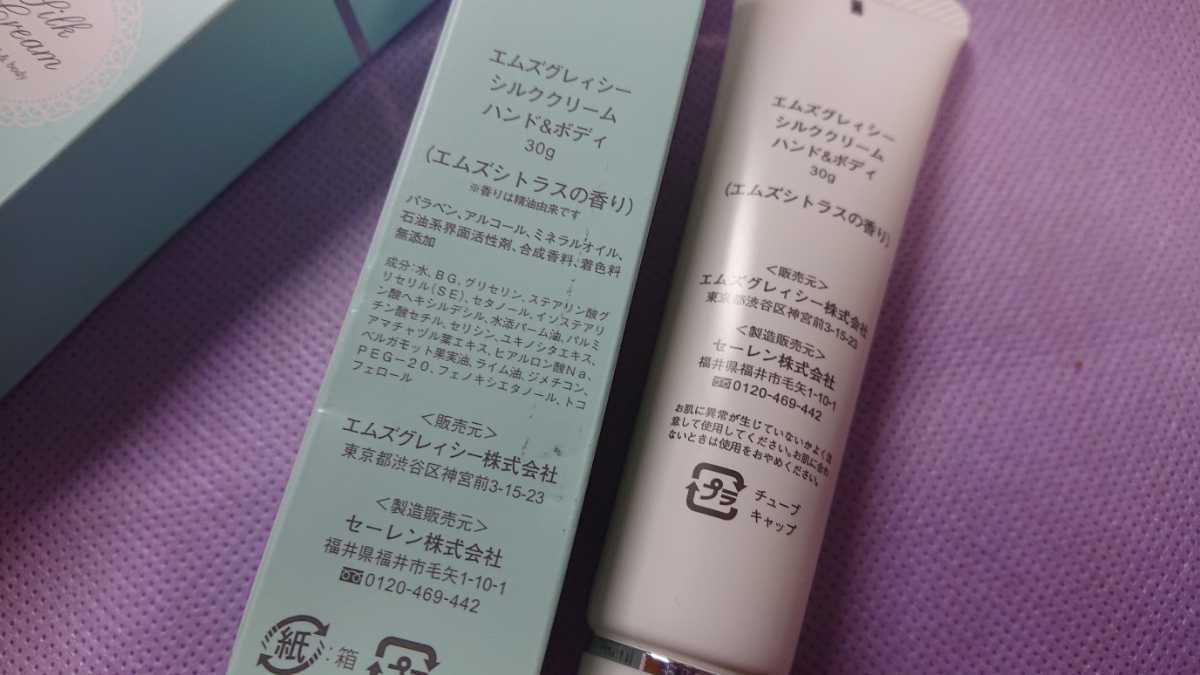 Silk
Cream
& body
エムズグレィシー
シルククリーム
ハンド&ボディ
30g
(エムズシトラスの香り)
※香りは精油由来です
パラベン、アルコール、ミネラルオイル、
石油系界面活性剤、合成香料、着色料
無添加
成分:水、BG、グリセリン、ステアリン酸グ
リセリル(SE)、セタノール、イソステアリ
ン酸ヘキシルデシル、水添パーム油、パルミ
チン酸セチル、セリシン、ユキノシタエキス、
アマチャヅル葉エキス、ヒアルロン酸Na、
ベルガモット果実油、ライム油、ジメチコン、
PEG-20、フェノキシエタノール、トコ
フェロール
<販売元>
エムズグレィシー株式会社
東京都渋谷区神宮前3-15-23
<製造販売元>
セーレン株式会社
福井県福井市毛矢1-10-1
0120-469-442
紙:箱
プラ
エムズグレィシー
シルククリーム
ハンド&ボディ
30g
(エムズシトラスの香り)
<販売元>
エムズグレィシー株式会社
東京都渋谷区神宮前3-15-23
<製造販売元>
セーレン株式会社
福井県福井市毛矢1-10-1
0120-469-442
お肌に異常が生じていないかよく注
意して使用してください。お肌に合わ
ないときは使用をおやめください。
プラ
チューブ
キャップ